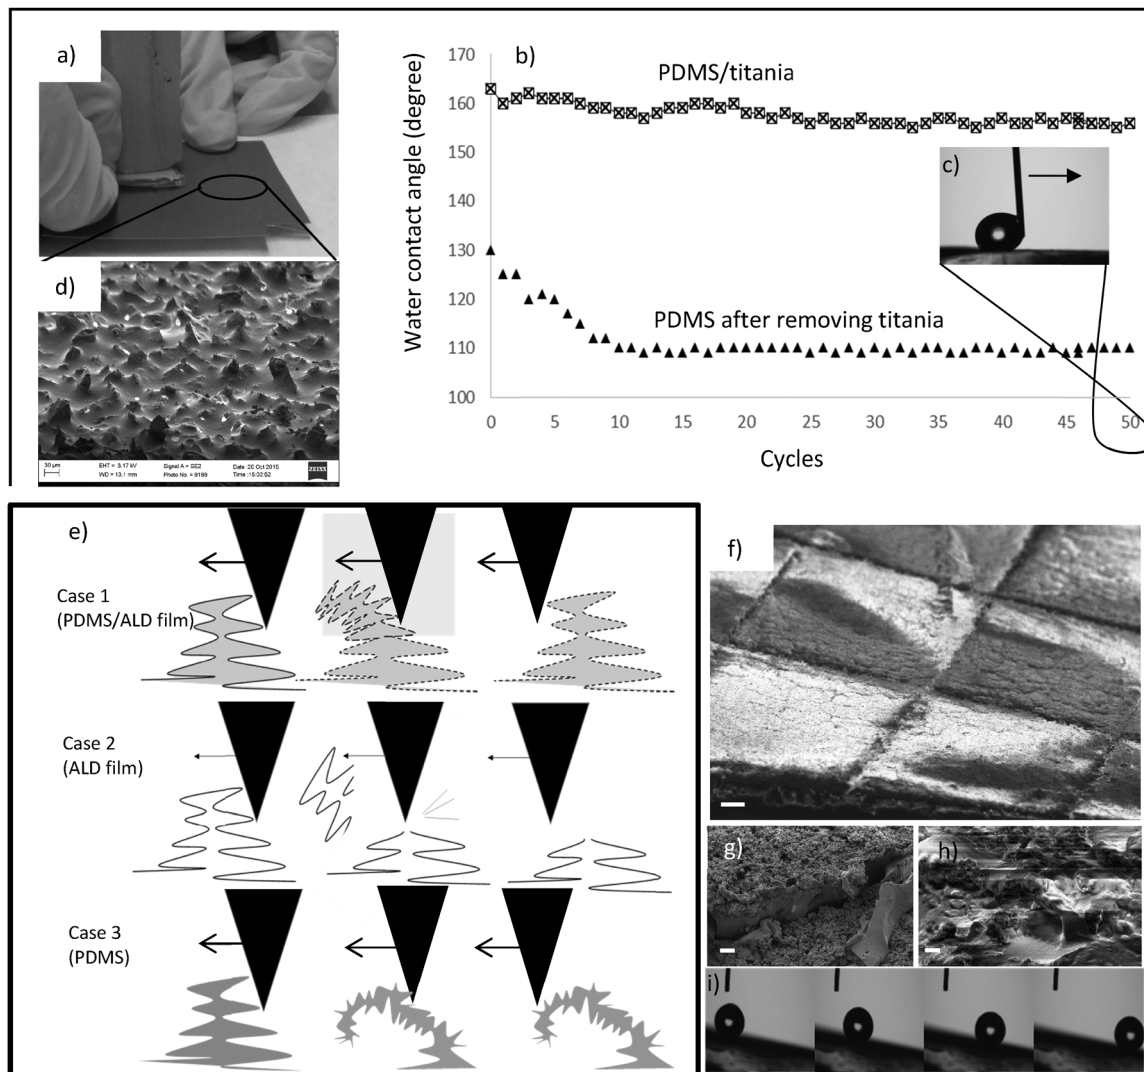 a)
b)
PDMS/titania
Water contact angle (degree)
170
160
150
140
130
120
110
100
c)
PDMS after removing titania
0
5
10
15
20
25
30
35
40
45
50
Cycles
d)
30 µm
EHT = 3.17 kV
Signal A = SE2
Date :20 Oct 2015
WD = 13.1 mm
Photo No. = 9199
Time :15:02:52
ZEISS
e)
Case 1
(PDMS/ALD film)
Case 2
(ALD film)
Case 3
(PDMS)
f)
g)
h)
i)